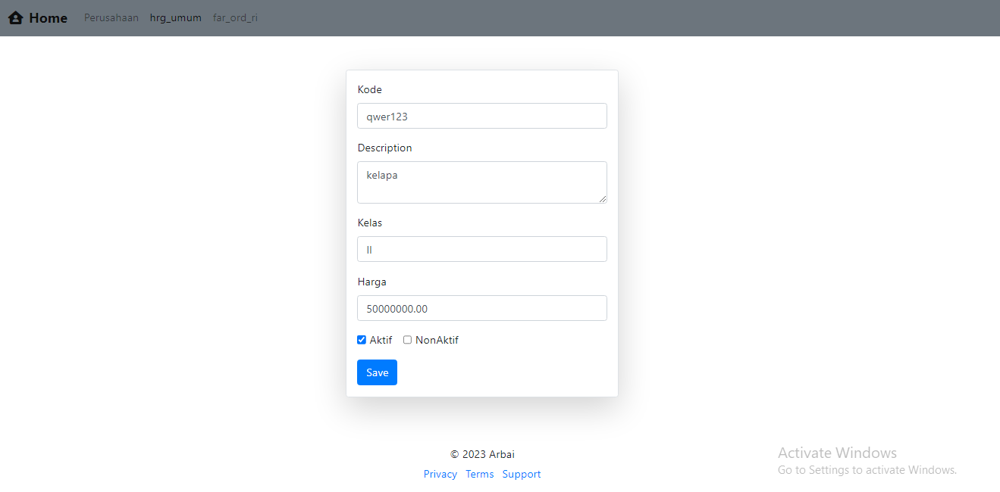 Home Perusahaan hrg_umum far_ord_ri
Kode
qwer123
Description
kelapa
Kelas
II
Harga
50000000.00
Aktif NonAktif
Save
© 2023 Arbai
Privacy Terms Support
Activate Windows
Go to Settings to activate Windows.